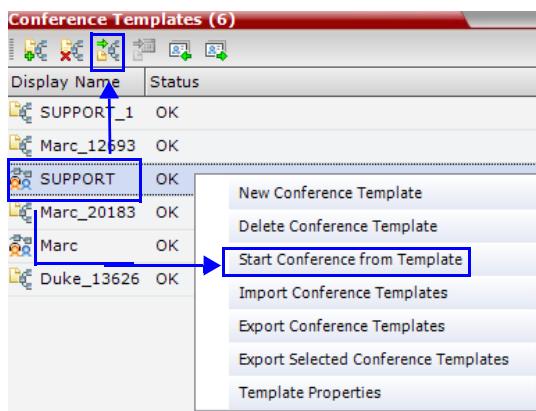 Conference Templates (6)
Display Name Status
SUPPORT_1 OK
Marc_12693 OK
SUPPORT OK
Marc_20183 OK
Marc OK
Duke_13626 OK
New Conference Template
Delete Conference Template
Start Conference from Template
Import Conference Templates
Export Conference Templates
Export Selected Conference Templates
Template Properties